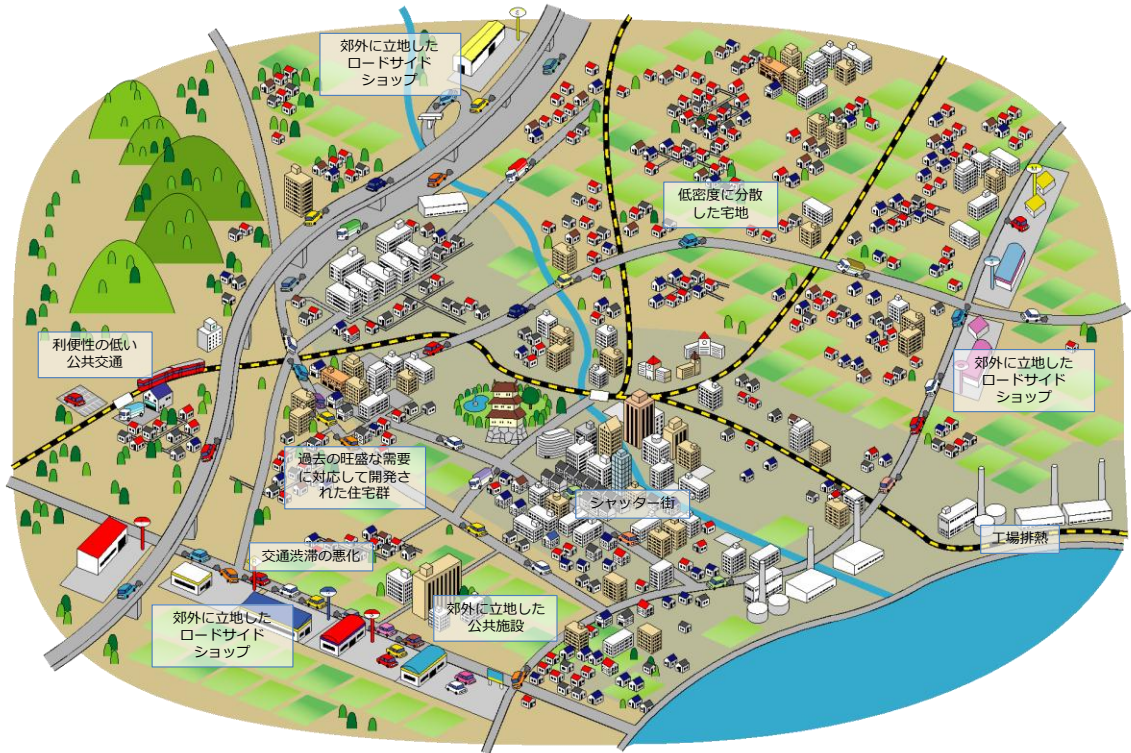 郊外に立地した
ロードサイド
ショップ
低密度に分散
した宅地
利便性の低い
公共交通
郊外に立地した
ロードサイド
ショップ
過去の旺盛な需要
に対応して開発さ
れた住宅群
シャッター街
工場排熱
交通渋滞の悪化
郊外に立地した
公共施設
郊外に立地した
ロードサイド
ショップ